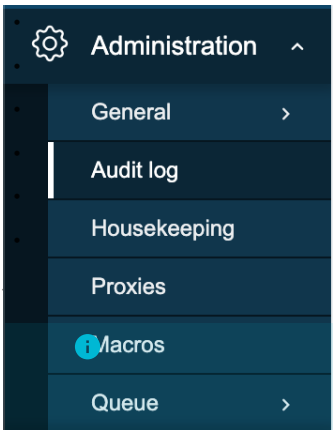 Administration
General
Audit log
Housekeeping
Proxies
Macros
Queue